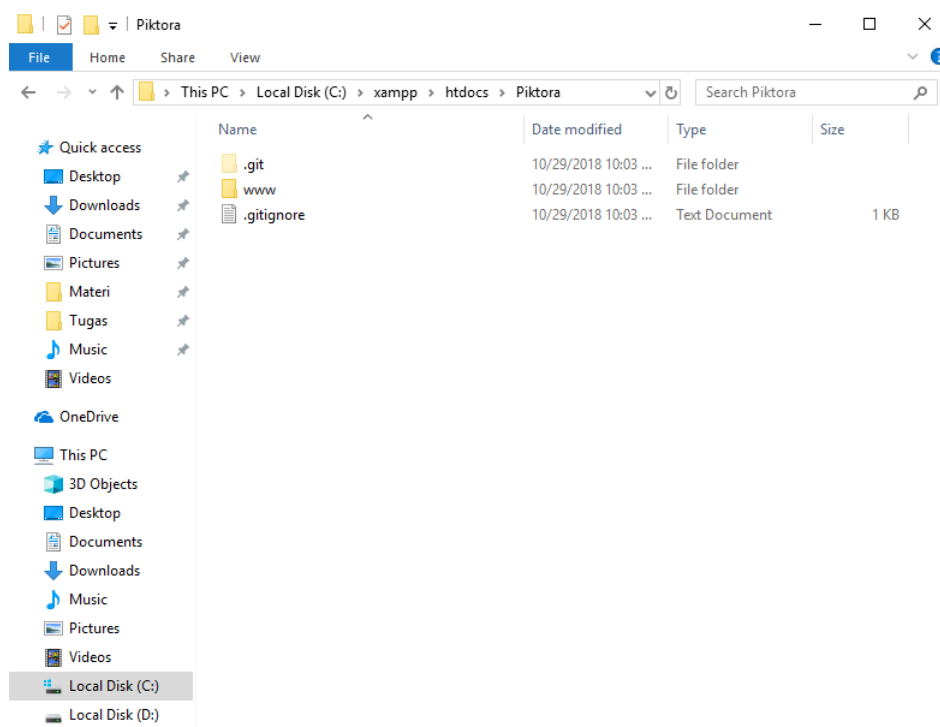 Piktora
File Home Share View
This PC Local Disk (C:) xampp htdocs Piktora Search Piktora
Name Date modified Type Size
Quick access
Desktop
Downloads
Documents
Pictures
Materi
Tugas
Music
Videos
OneDrive
This PC
3D Objects
Desktop
Documents
Downloads
Music
Pictures
Videos
Local Disk (C:)
Local Disk (D:)
.git 10/29/2018 10:03 ... File folder
www 10/29/2018 10:03 ... File folder
.gitignore 10/29/2018 10:03 ... Text Document 1 KB